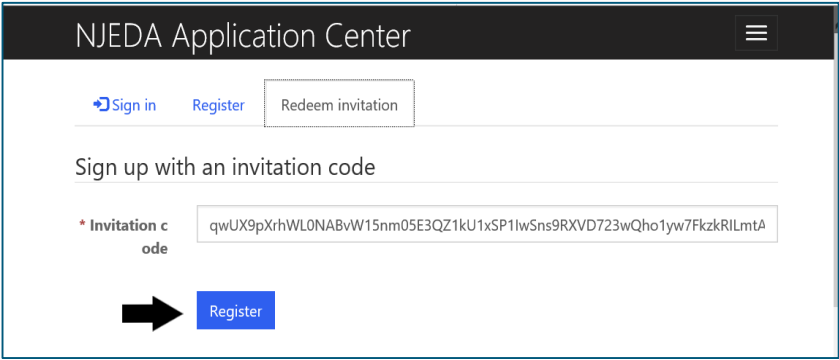 NJEDA Application Center
Sign in Register Redeem invitation
Sign up with an invitation code
* Invitation c
ode
qwUX9pXrhWL0NABvW15nm05E3QZ1kU1xSP1IwSns9RXVD723wQho1yw7FkzkRILmtA
Register